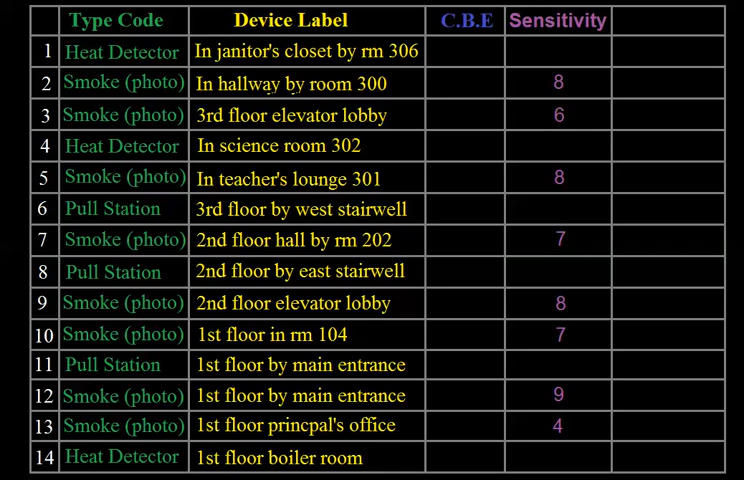 Type Code Device Label C.B.E Sensitivity
1 Heat Detector In janitor's closet by rm 306
2 Smoke (photo) In hallway by room 300 8
3 Smoke (photo) 3rd floor elevator lobby 6
4 Heat Detector In science room 302
5 Smoke (photo) In teacher's lounge 301 8
6 Pull Station 3rd floor by west stairwell
7 Smoke (photo) 2nd floor hall by rm 202 7
8 Pull Station 2nd floor by east stairwell
9 Smoke (photo) 2nd floor elevator lobby 8
10 Smoke (photo) 1st floor in rm 104 7
11 Pull Station 1st floor by main entrance
12 Smoke (photo) 1st floor by main entrance 9
13 Smoke (photo) 1st floor princpal's office 4
14 Heat Detector 1st floor boiler room